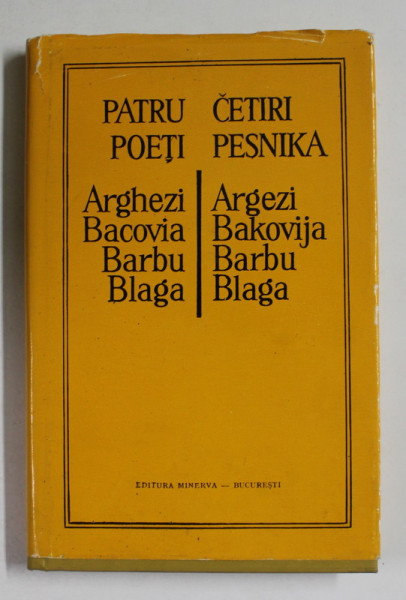 PATRU
POEȚI
Arghezi
Bacovia
Barbu
Blaga
ČETIRI
PESNIKA
Argezi
Bakovija
Barbu
Blaga
EDITURA MINERVA — BUCUREȘTI